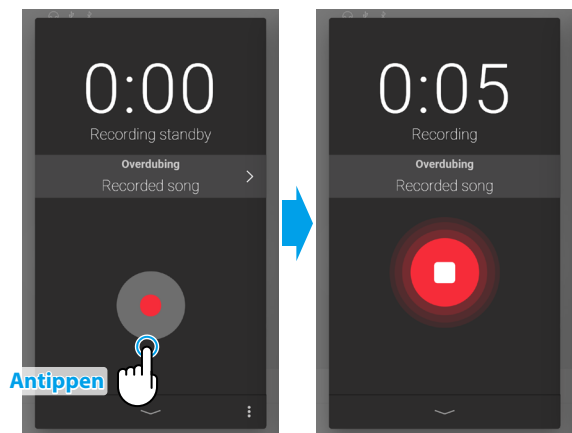 0:00
Recording standby
Overdubing
Recorded song
Antippen
0:05
Recording
Overdubing
Recorded song